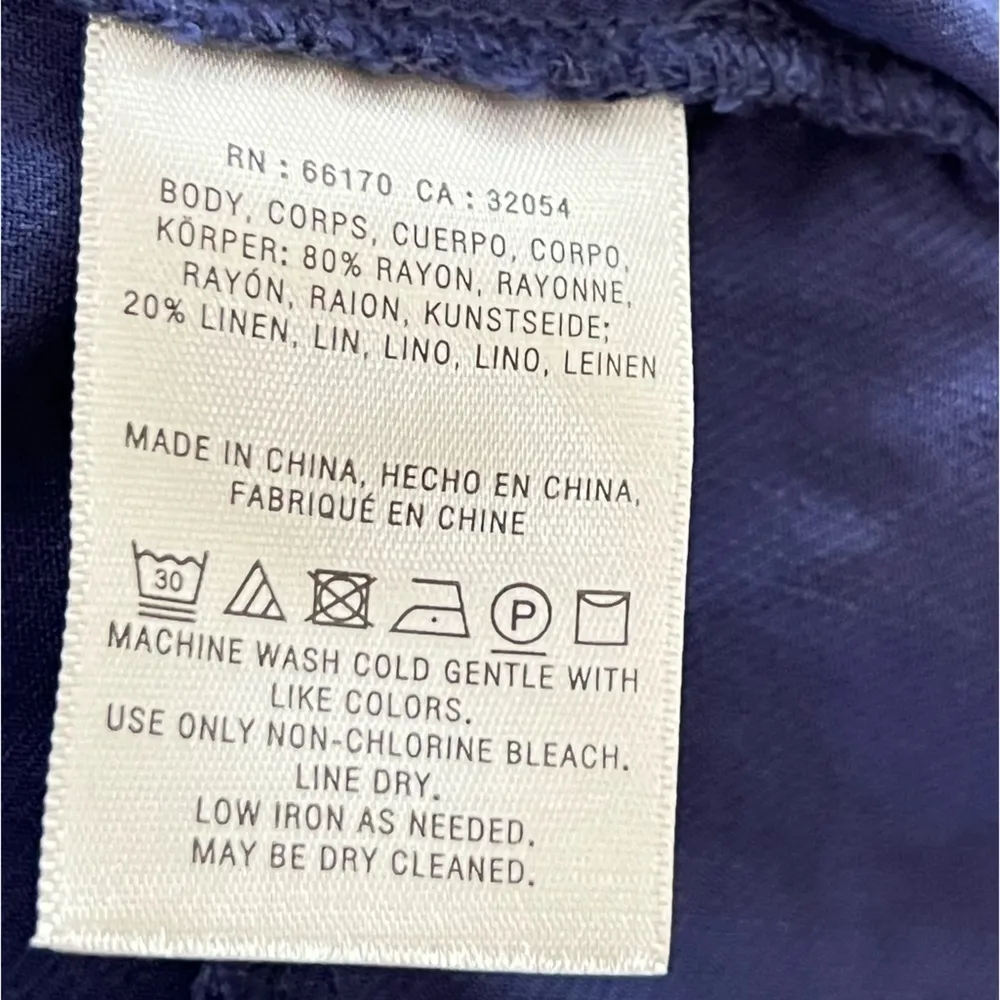 RN : 66170 CA : 32054
BODY, CORPS, CUERPO, CORPO,
KÖRPER: 80% RAYON, RAYONNE,
RAYÓN, RAION, KUNSTSEIDE;
20% LINEN, LIN, LINO, LINO, LEINEN
MADE IN CHINA, HECHO EN CHINA,
FABRIQUÉ EN CHINE
30 P
MACHINE WASH COLD GENTLE WITH
LIKE COLORS.
USE ONLY NON-CHLORINE BLEACH.
LINE DRY.
LOW IRON AS NEEDED.
MAY BE DRY CLEANED.